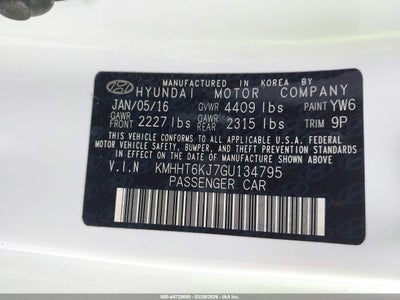 MANUFACTURED IN KOREA BY
HYUNDAI MOTOR COMPANY
JAN/05/16 GVWR 4409 lbs PAINT YW6
GAWR FRONT 2227 lbs GAWR REAR 2315 lbs TRIM 9P
THIS VEHICLE CONFORMS TO ALL APPLICABLE U.S.A. FEDERAL
MOTOR VEHICLE SAFETY, BUMPER, AND THEFT PREVENTION
STANDARDS IN EFFECT ON THE DATE OF MANUFACTURE SHOWN ABOVE.
V.I.N KMHHT6KJ7GU134795
PASSENGER CAR